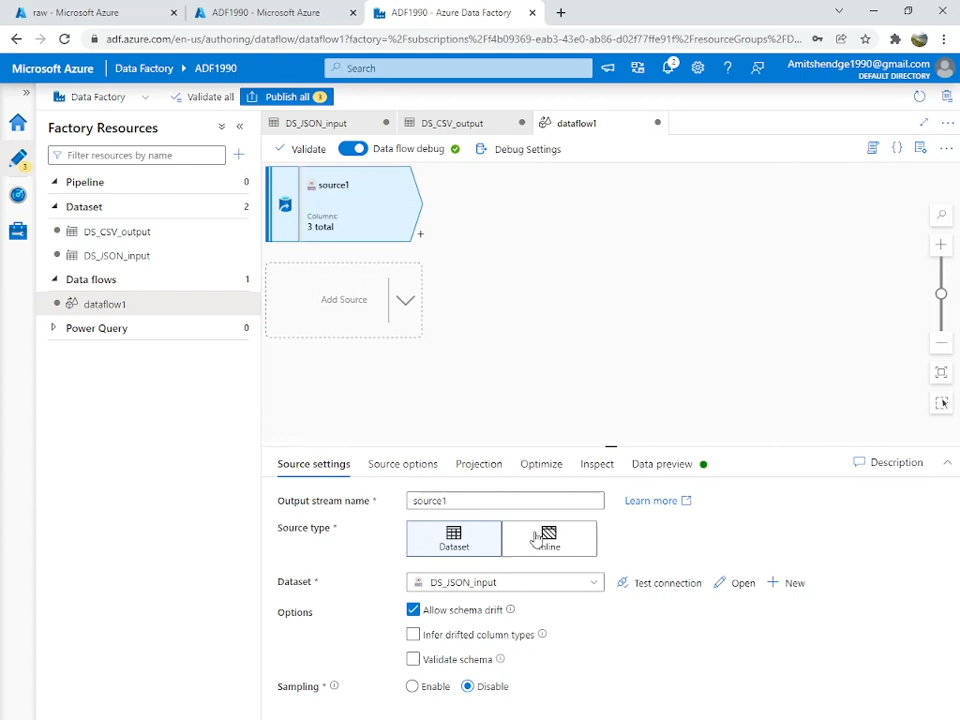 raw - Microsoft Azure
ADF1990 - Microsoft Azure
ADF1990 - Azure Data Factory
adf.azure.com/en-us/authoring/dataflow/dataflow1?factory=%2Fsubscriptions%2Ff4b09369-eab3-43e0-ab86-d02f77ffe91f%2FresourceGroups%2FD...
Microsoft Azure
Data Factory
ADF1990
Search
2
Amitshendge1990@gmail.com
DEFAULT DIRECTORY
Data Factory
Validate all
Publish all 3
Factory Resources
Filter resources by name
Pipeline 0
Dataset 2
DS_CSV_output
DS_JSON_input
Data flows 1
dataflow1
Power Query 0
3
DS_JSON_input
DS_CSV_output
dataflow1
Validate
Data flow debug
Debug Settings
source1
Columns:
3 total
Add Source
Source settings
Source options
Projection
Optimize
Inspect
Data preview
Description
Output stream name *
source1
Learn more
Source type *
Dataset
Inline
Dataset *
DS_JSON_input
Test connection
Open
New
Options
Allow schema drift
Infer drifted column types
Validate schema
Sampling *
Enable
Disable